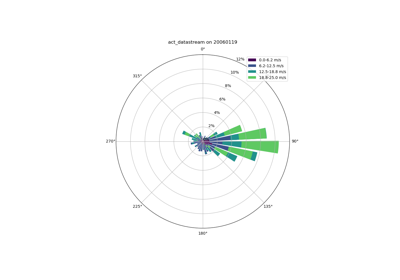 act_datastream on 20060119
0°
315°
270°
225°
180°
135°
90°
2%
4%
6%
8%
10%
12%
0.0-6.2 m/s
6.2-12.5 m/s
12.5-18.8 m/s
18.8-25.0 m/s